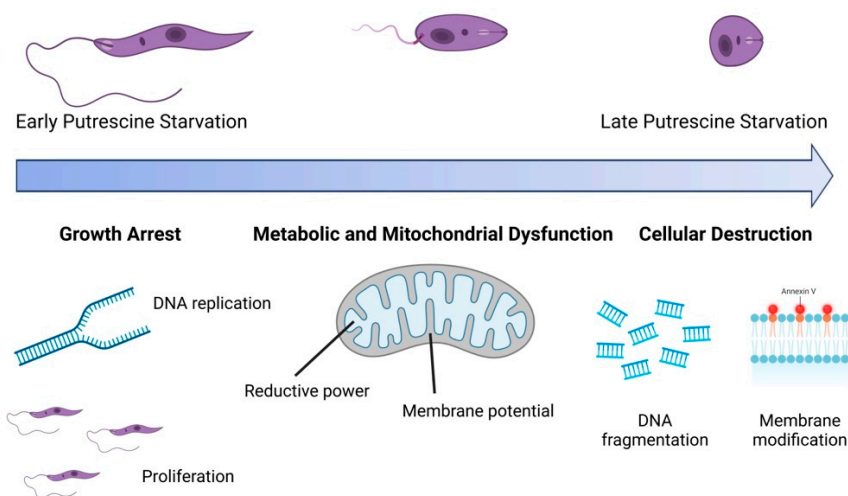 Early Putrescine Starvation
Late Putrescine Starvation
Growth Arrest
Metabolic and Mitochondrial Dysfunction
Cellular Destruction
DNA replication
Annexin V
Reductive power
Membrane potential
DNA
fragmentation
Membrane
modification
Proliferation